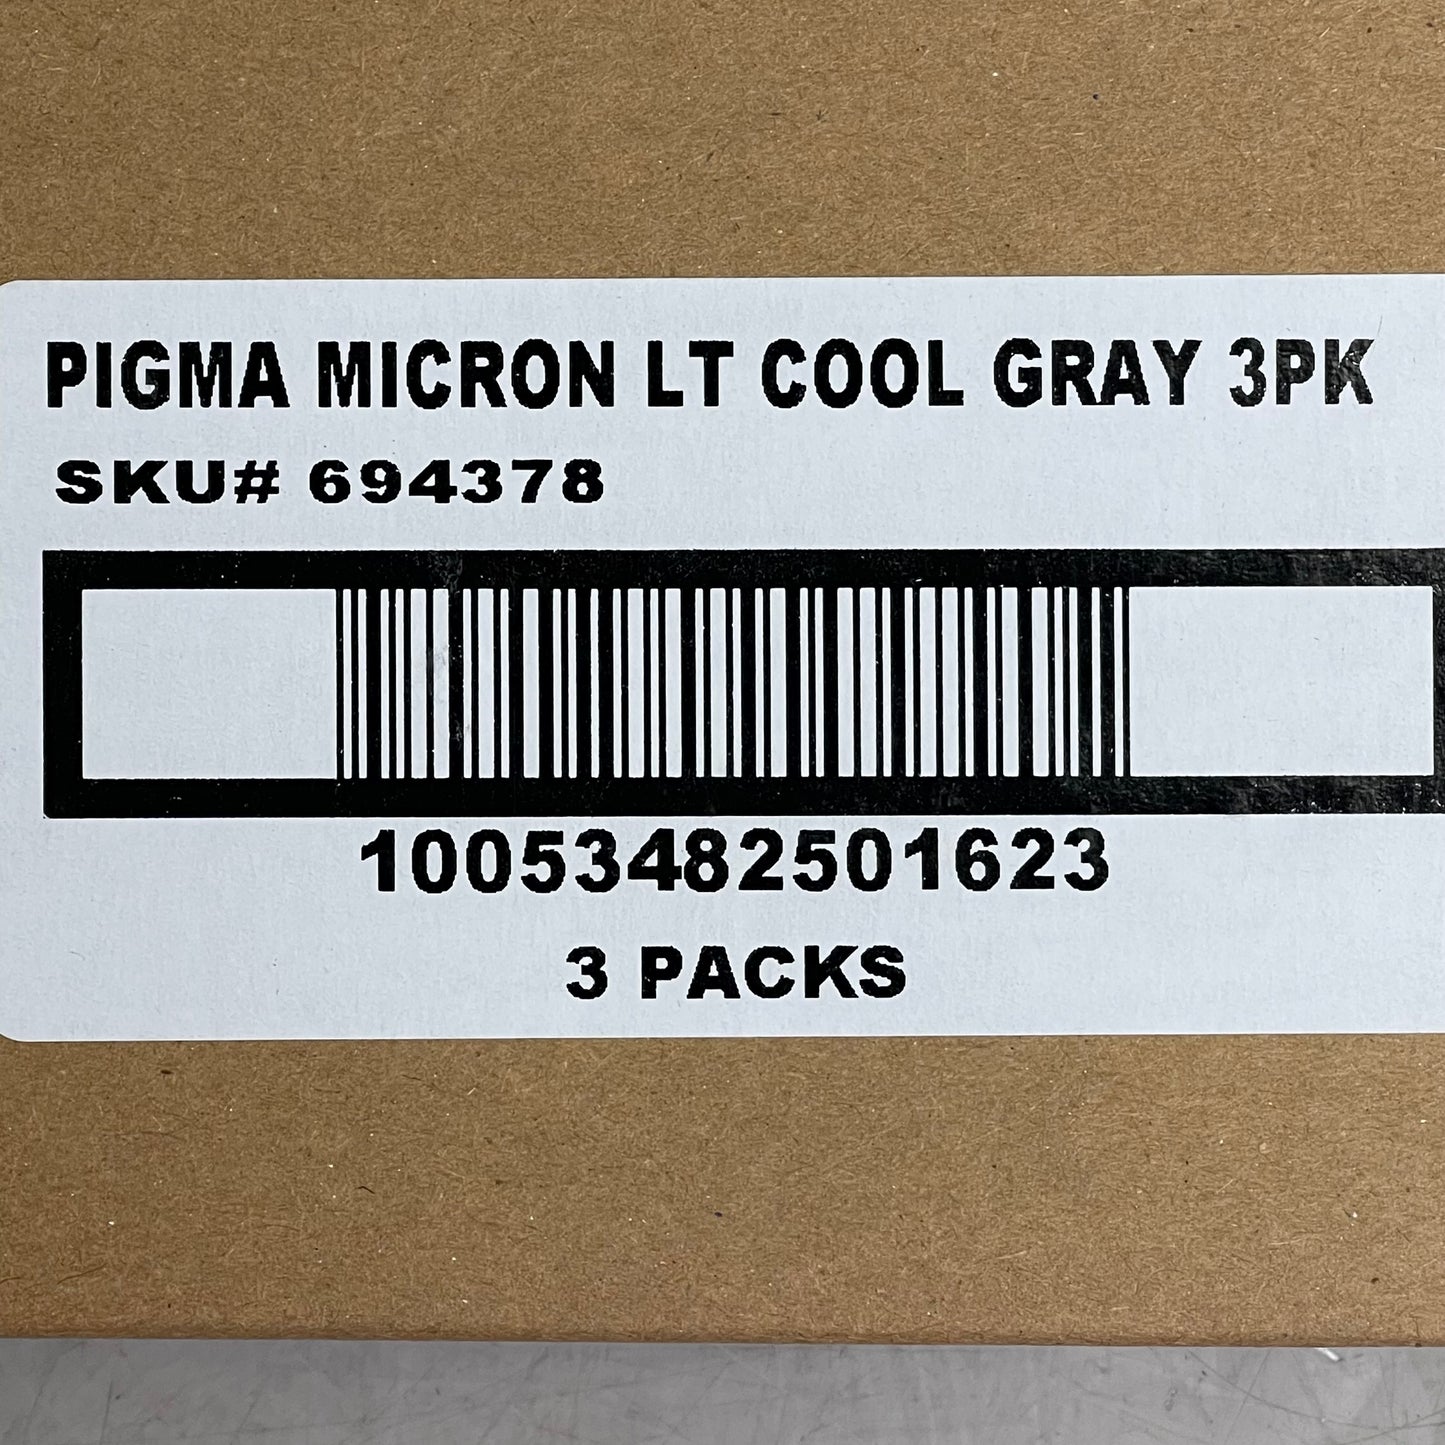 PIGMA MICRON LT COOL GRAY 3PK
SKU# 694378
10053482501623
3 PACKS